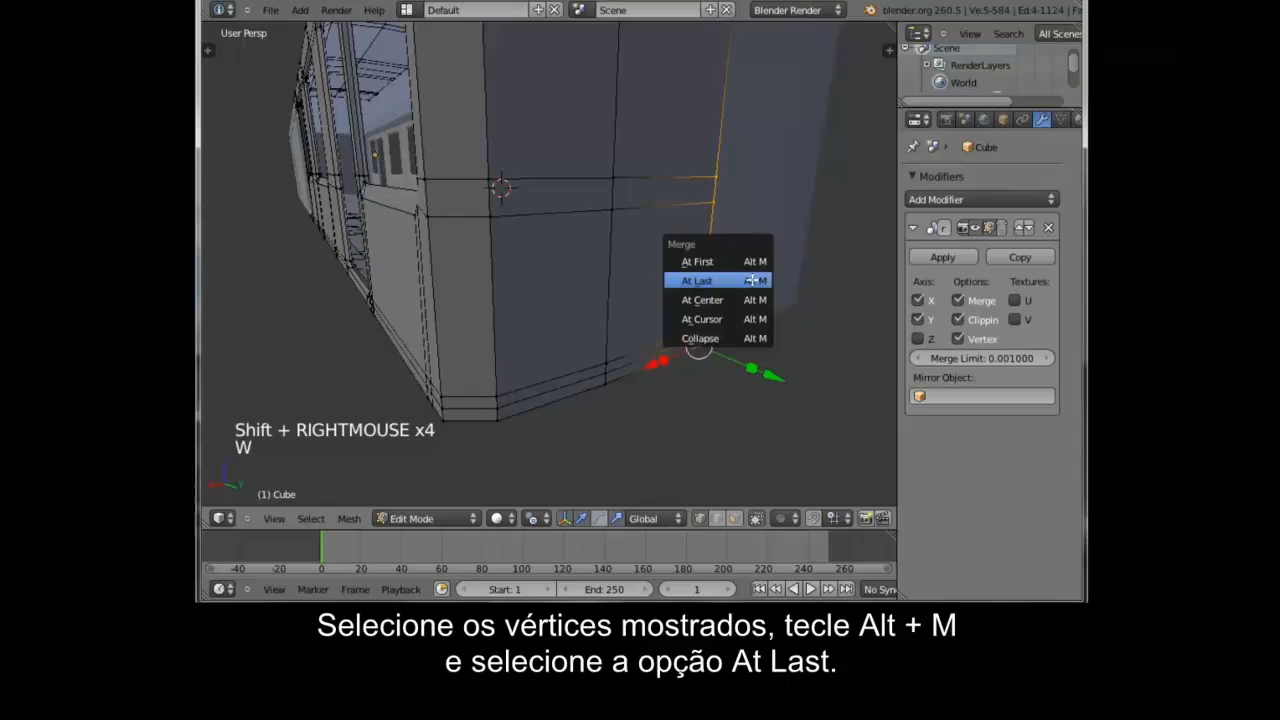 File Add Render Help Default Scene Blender Render blender.org 260.5 | Ve:5-584 | Ed:4-1124 |
User Persp
View Search All Scenes
Scene
RenderLayers
World
Cube
Modifiers
Add Modifier
Apply Copy
Axis: Options: Textures:
X Merge U
Y Clippin V
Z Vertex
Merge Limit: 0.001000
Mirror Object:
Merge
At First Alt M
At Last M
At Center Alt M
At Cursor Alt M
Collapse Alt M
Shift + RIGHTMOUSE x4
W
(1) Cube
View Select Mesh Edit Mode Global
-40 -20 0 20 40 60 80 100 120 140 160 180 200 220 240 260
View Marker Frame Playback Start: 1 End: 250 1 No Syn
Selecione os vértices mostrados, tecle Alt + M
e selecione a opção At Last.